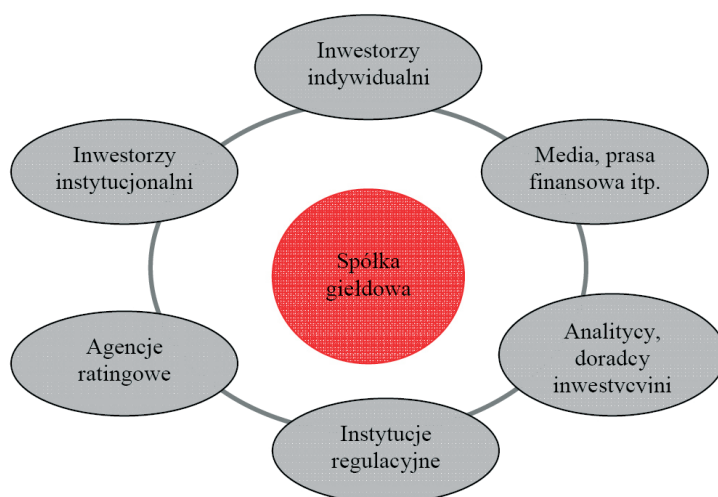 Inwestorzy
indywidualni
Inwestorzy
instytucjonalni
Media, prasa
finansowa itp.
Spółka
giełdowa
Agencje
ratingowe
Analitycy,
doradcy
inwestycyjni
Instytucje
regulacyjne